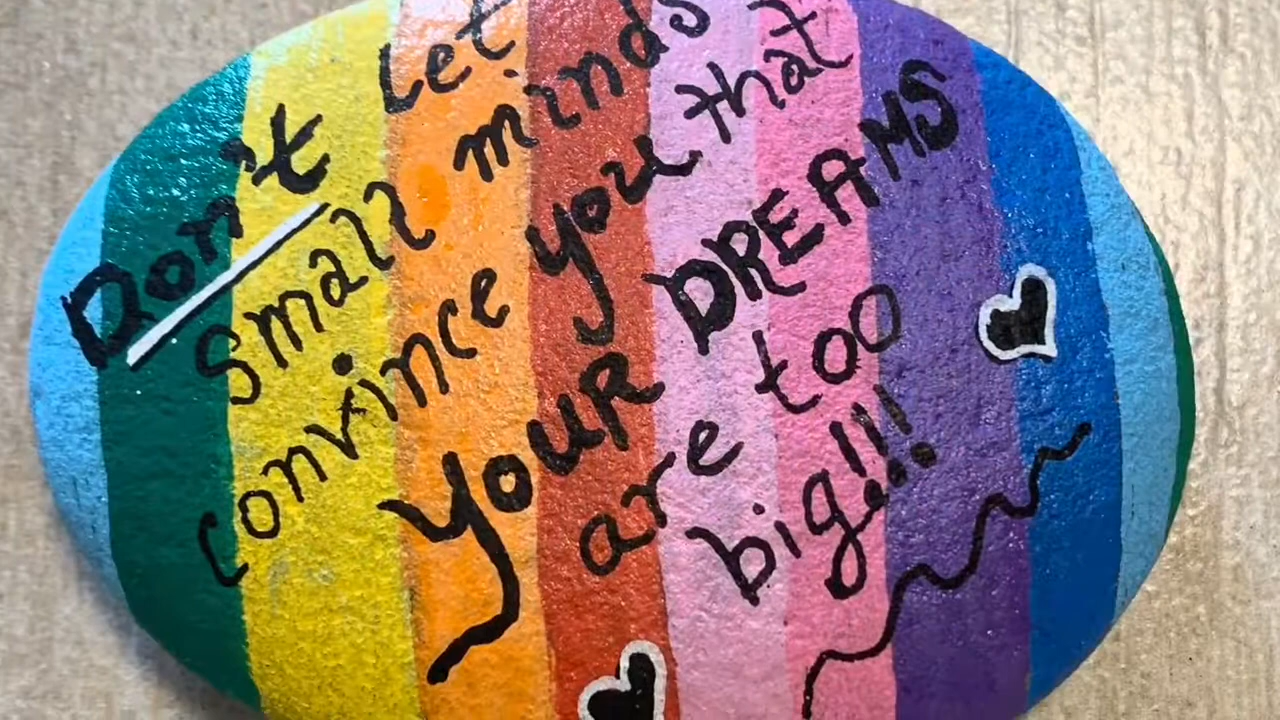 Don't Let
small minds
convince you that
YOUR DREAMS
are too
big!!!